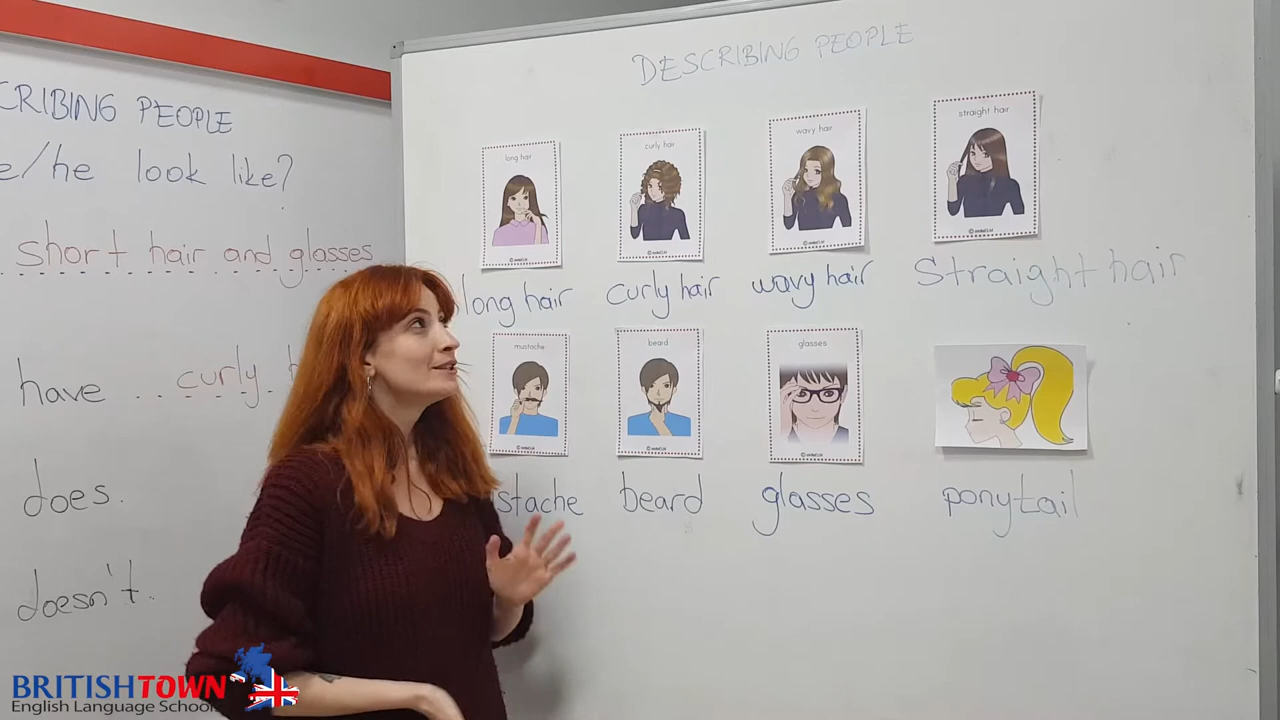 CRIBING PEOPLE
e/he look like?
short hair and glasses
have .. curly h
does.
doesn't.
DESCRIBING PEOPLE
long hair
curly hair
wavy hair
straight hair
long hair
curly hair
wavy hair
Straight hair
mustache
beard
glasses
stache
beard
glasses
ponytail
BRITISHTOWN
English Language Schools